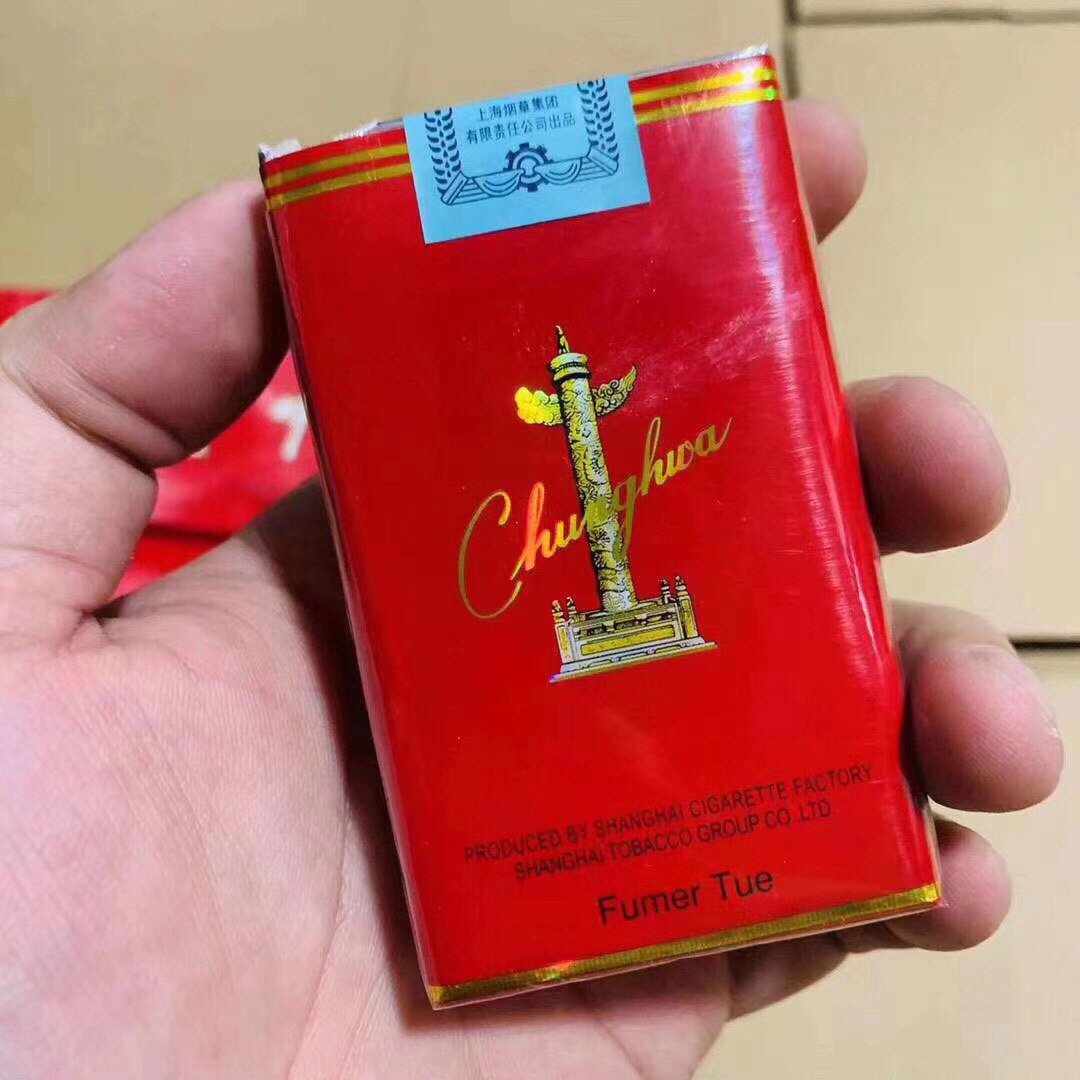 上海烟草集团
有限责任公司出品
Chunghwa
PRODUCED BY SHANGHAI CIGARETTE FACTORY
SHANGHAI TOBACCO GROUP CO.,LTD.
Fumer Tue